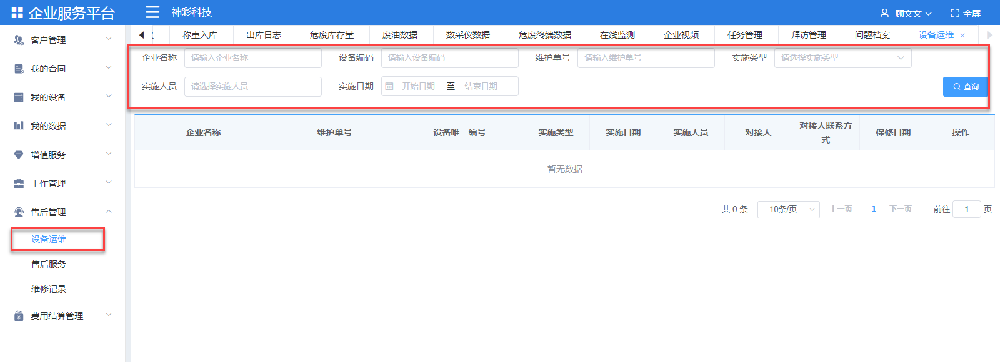 企业服务平台
神彩科技
顾文文
全屏
客户管理
我的合同
我的设备
我的数据
增值服务
工作管理
售后管理
设备运维
售后服务
维修记录
费用结算管理
称重入库 出库日志 危废库存量 废油数据 数采仪数据 危废终端数据 在线监测 企业视频 任务管理 拜访管理 问题档案 设备运维 ×
企业名称 请输入企业名称 设备编码 请输入设备编码 维护单号 请输入维护单号 实施类型 请选择实施类型
实施人员 请选择实施人员 实施日期 开始日期 至 结束日期 查询
企业名称 维护单号 设备唯一编号 实施类型 实施日期 实施人员 对接人 对接人联系方式 保修日期 操作
暂无数据
共 0 条 10条/页 上一页 1 下一页 前往 1 页